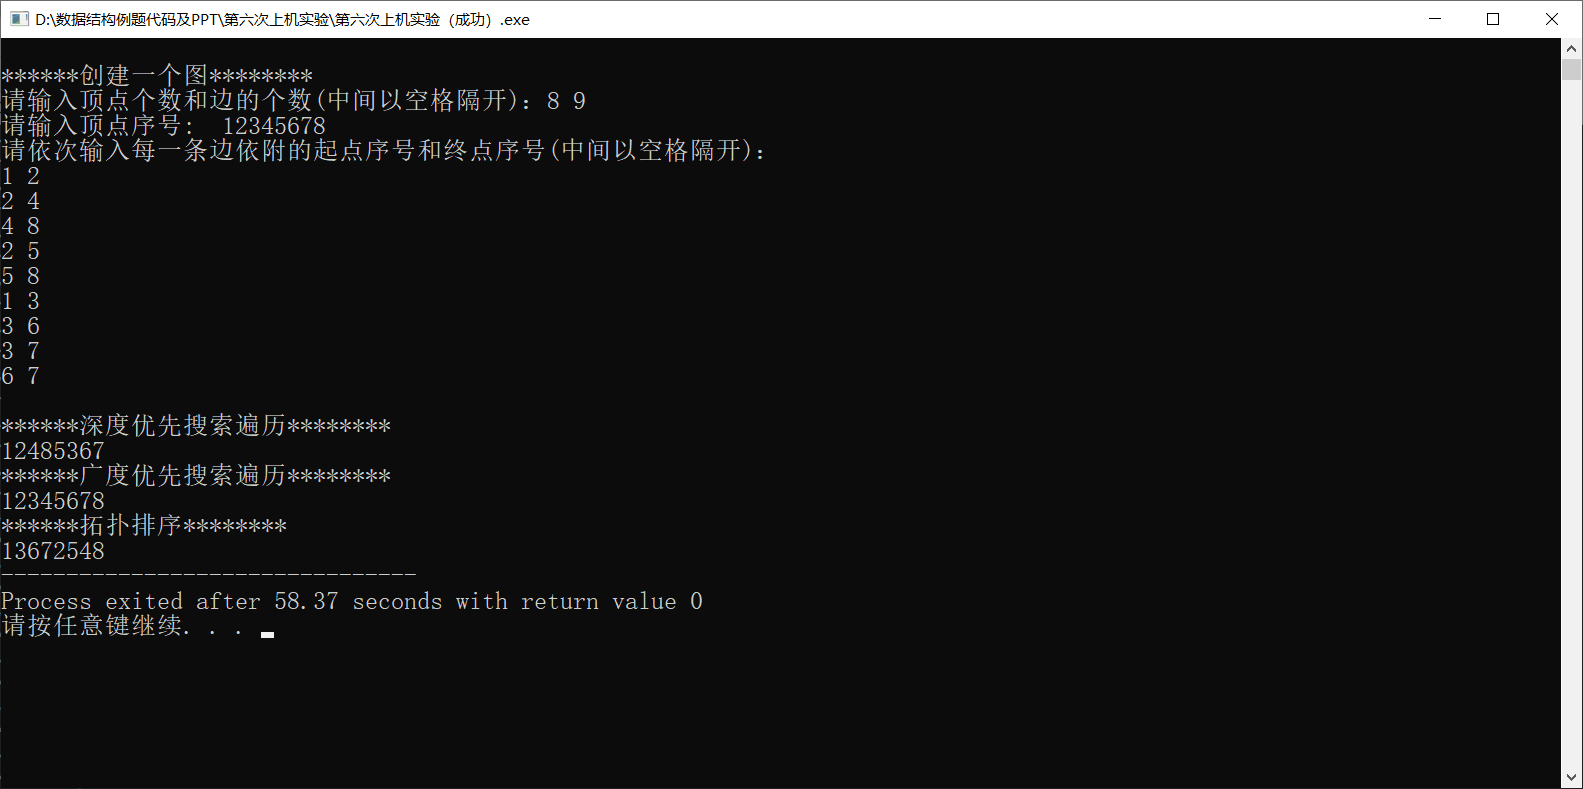 D:\数据结构例题代码及PPT\第六次上机实验\第六次上机实验（成功）.exe
******创建一个图********
请输入顶点个数和边的个数(中间以空格隔开): 8 9
请输入顶点序号:  12345678
请依次输入每一条边依附的起点序号和终点序号(中间以空格隔开):
1 2
2 4
4 8
2 5
5 8
1 3
3 6
3 7
6 7
******深度优先搜索遍历********
12485367
******广度优先搜索遍历********
12345678
******拓扑排序********
13672548
--------------------------------
Process exited after 58.37 seconds with return value 0
请按任意键继续. . .